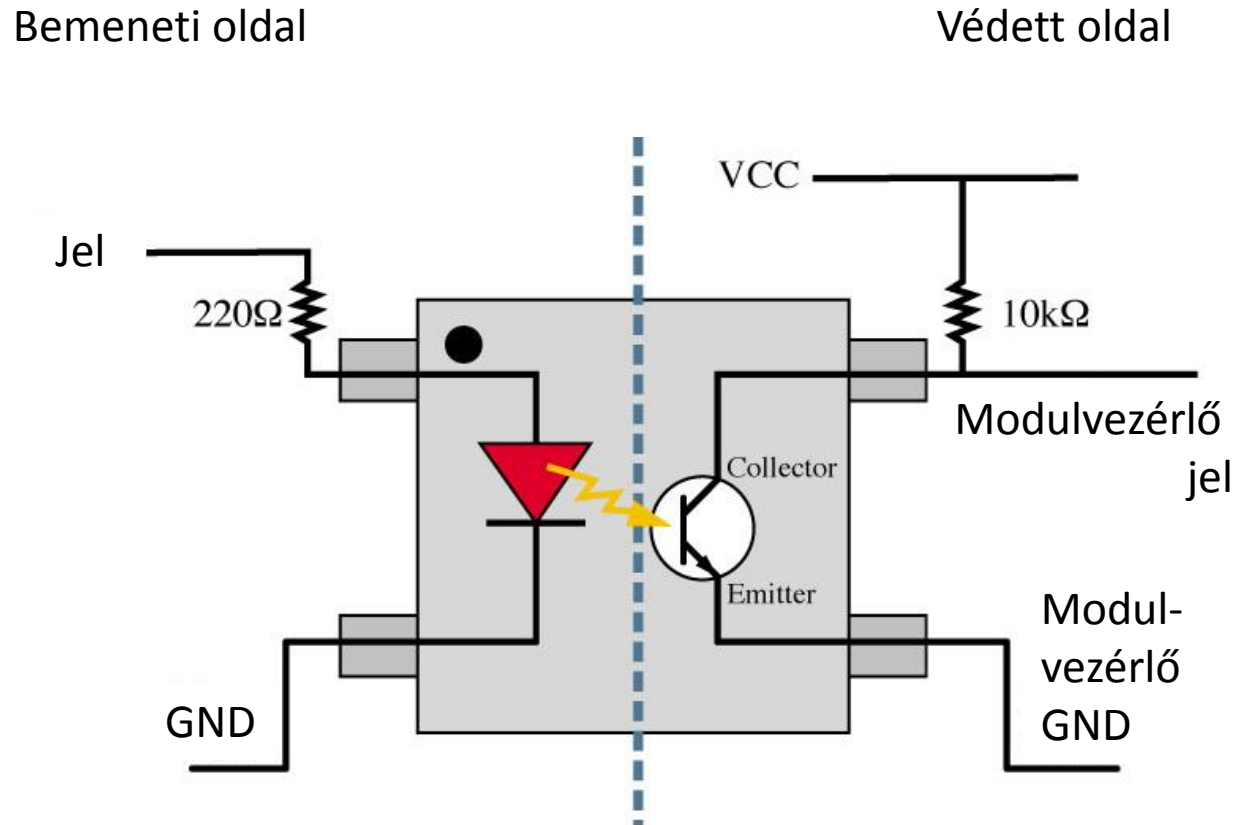 Bemeneti oldal
Védett oldal
VCC
Jel
220Ω
10kΩ
Modulvezérlő
jel
Collector
Emitter
Modul-
vezérlő
GND
GND